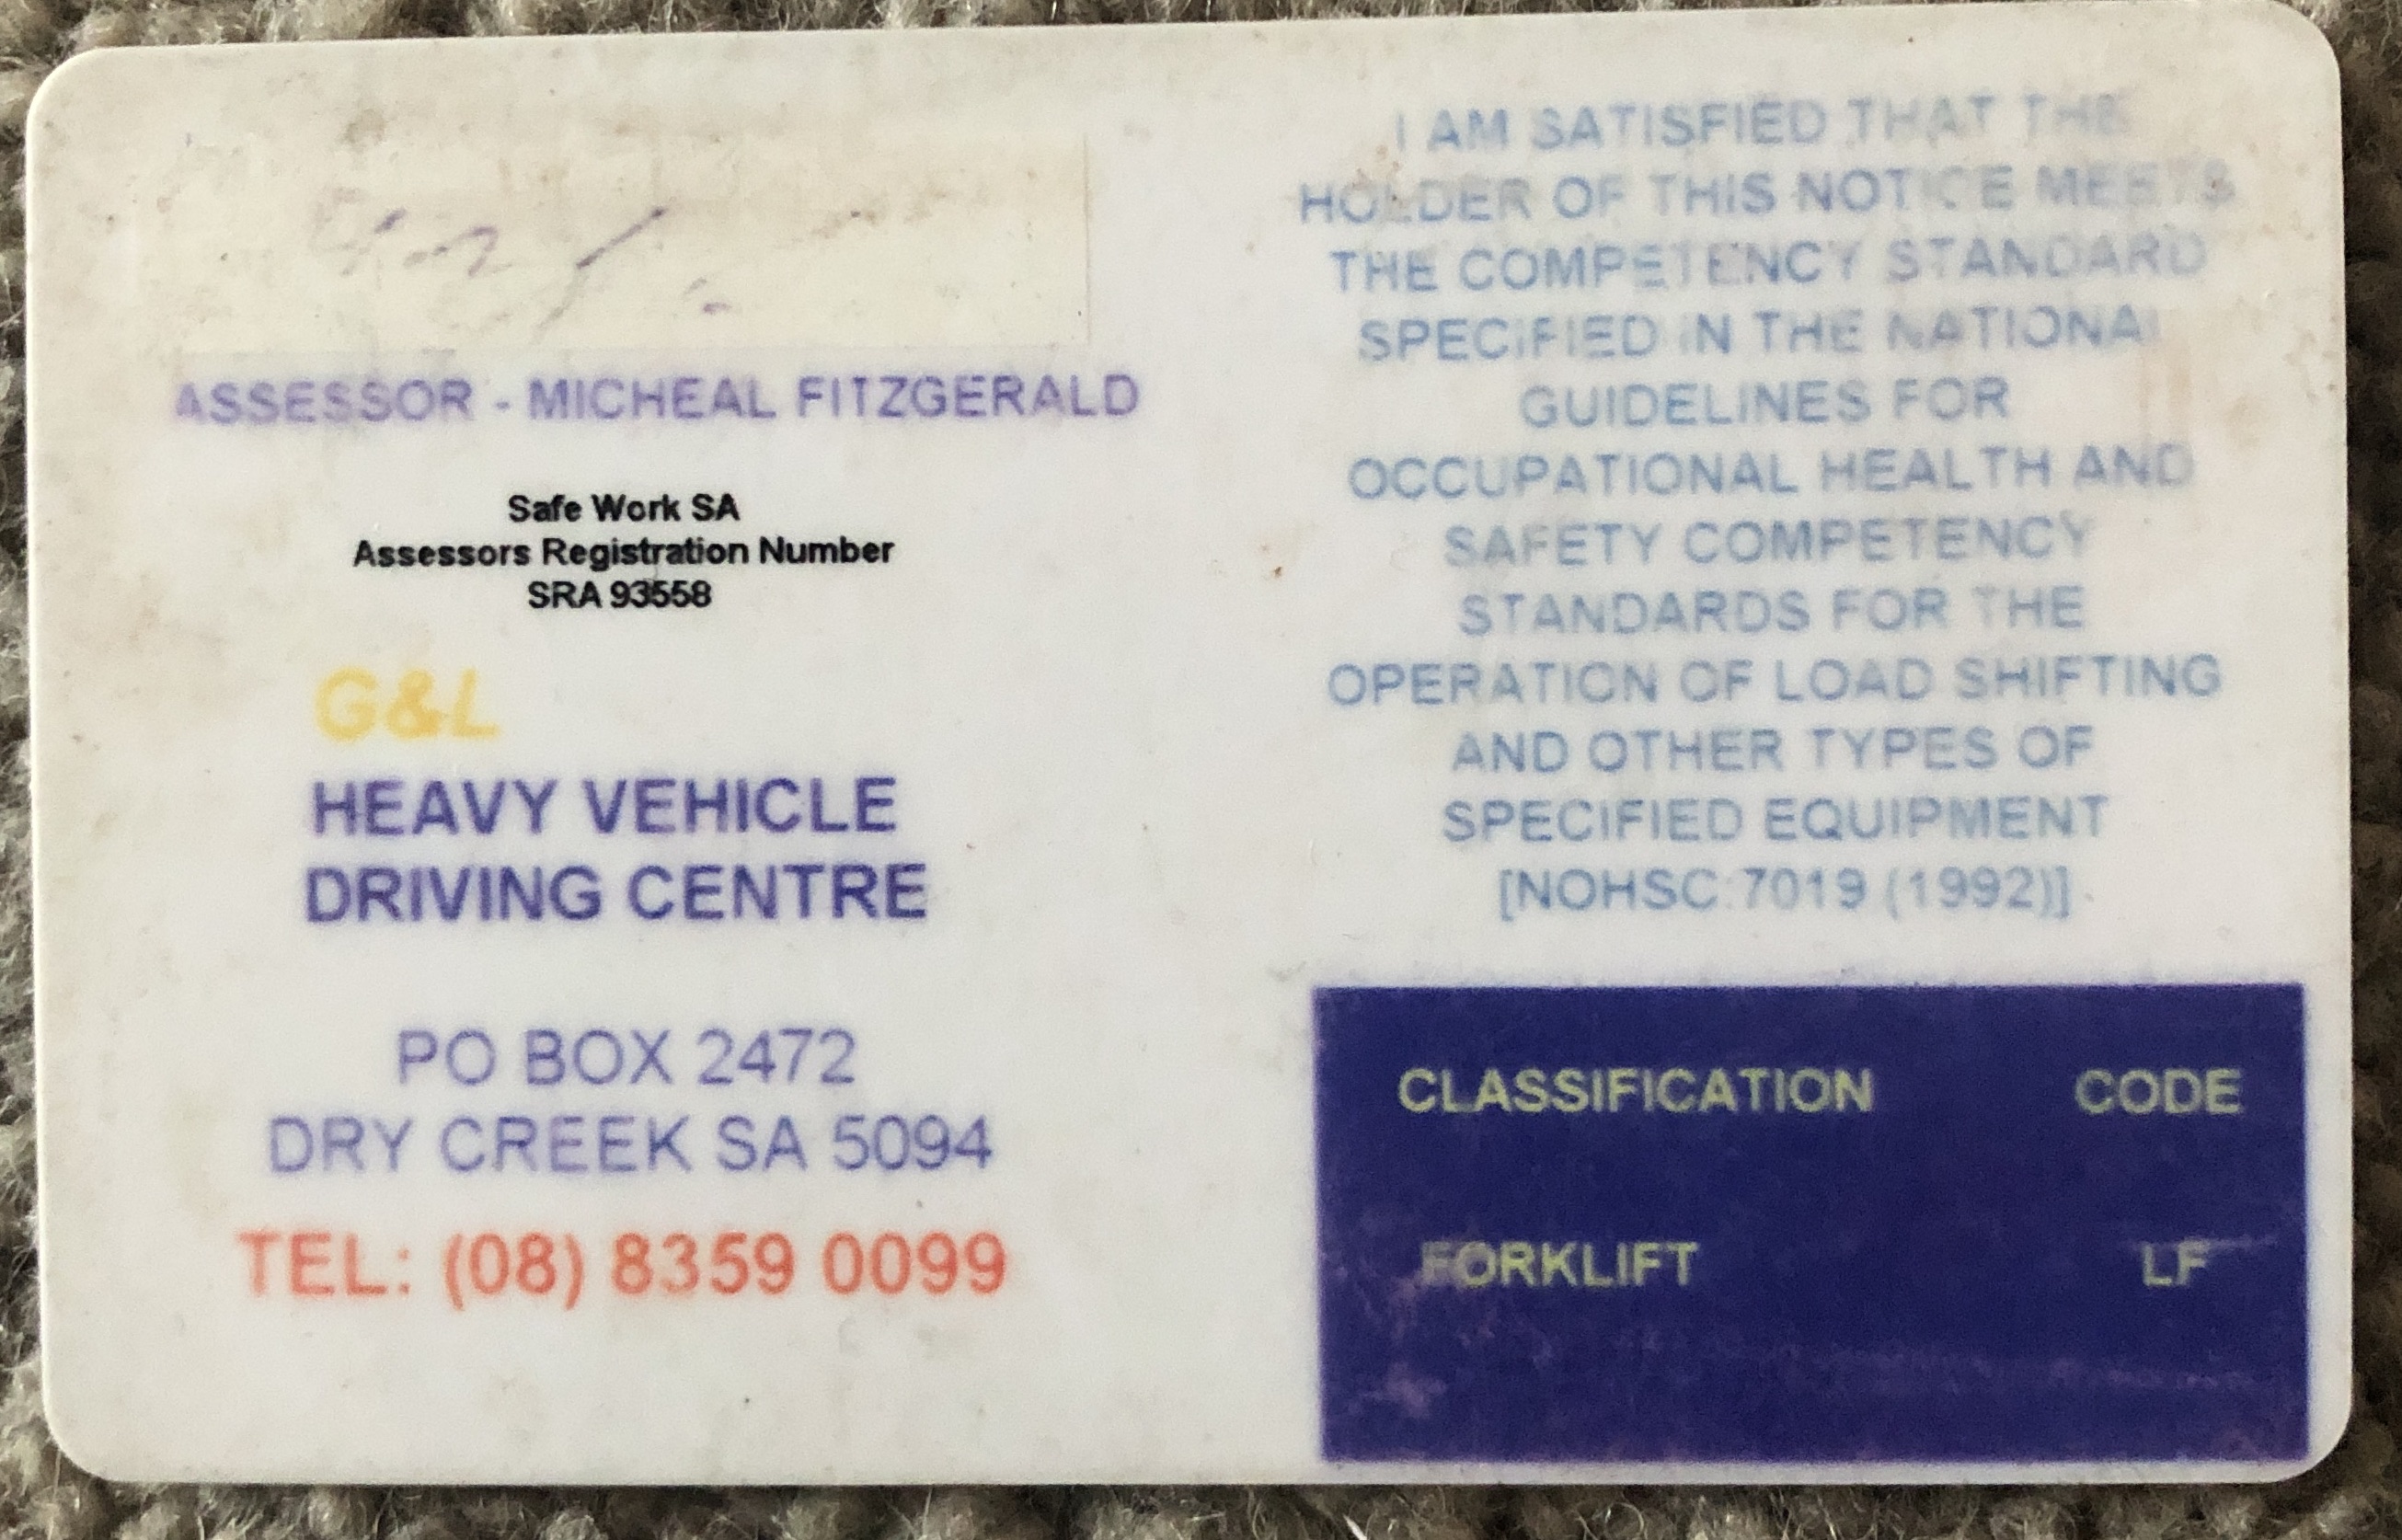 ASSESSOR - MICHEAL FITZGERALD
Safe Work SA
Assessors Registration Number
SRA 93558
G&L
HEAVY VEHICLE
DRIVING CENTRE
PO BOX 2472
DRY CREEK SA 5094
TEL: (08) 8359 0099
I AM SATISFIED THAT THE
HOLDER OF THIS NOTICE MEETS
THE COMPETENCY STANDARD
SPECIFIED IN THE NATIONAL
GUIDELINES FOR
OCCUPATIONAL HEALTH AND
SAFETY COMPETENCY
STANDARDS FOR THE
OPERATION OF LOAD SHIFTING
AND OTHER TYPES OF
SPECIFIED EQUIPMENT
[NOHSC:7019 (1992)].
CLASSIFICATION CODE
FORKLIFT LF